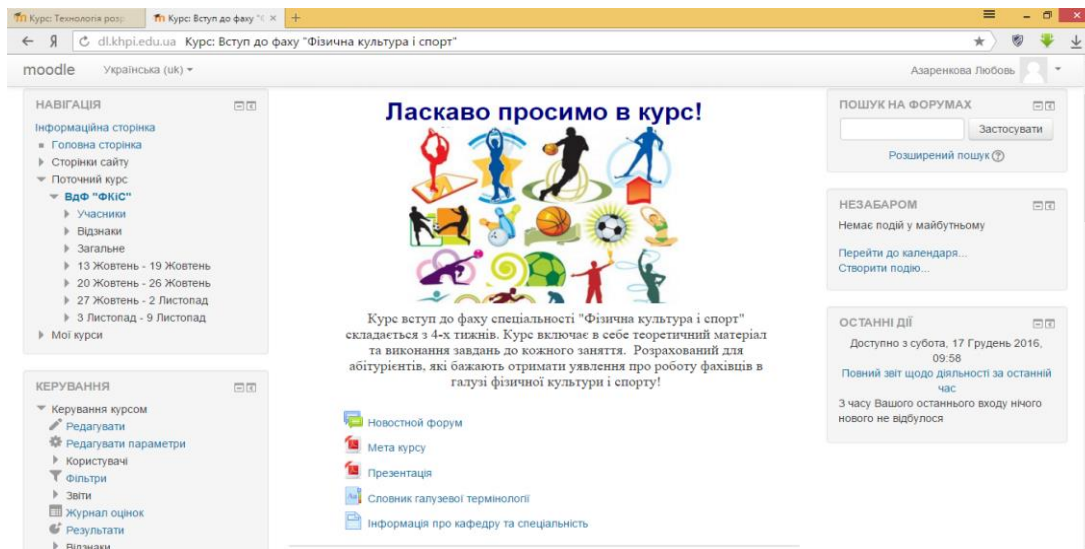 Курс: Технологія розр
Курс: Вступ до фаху "Ф
dl.khpi.edu.ua Курс: Вступ до фаху "Фізична культура і спорт"
moodle Українська (uk)
Азаренкова Любовь
НАВІГАЦІЯ
Інформаційна сторінка
Головна сторінка
Сторінки сайту
Поточний курс
ВдФ "ФКіС"
Учасники
Відзнаки
Загальне
13 Жовтень - 19 Жовтень
20 Жовтень - 26 Жовтень
27 Жовтень - 2 Листопад
3 Листопад - 9 Листопад
Мої курси
КЕРУВАННЯ
Керування курсом
Редагувати
Редагувати параметри
Користувачі
Фільтри
Звіти
Журнал оцінок
Результати
Відзнаки
Ласкаво просимо в курс!
Курс вступ до фаху спеціальності "Фізична культура і спорт"
складається з 4-х тижнів. Курс включає в себе теоретичний матеріал
та виконання завдань до кожного заняття. Розрахований для
абітурієнтів, які бажають отримати уявлення про роботу фахівців в
галузі фізичної культури і спорту!
Новостной форум
Мета курсу
Презентація
Словник галузевої термінології
Інформація про кафедру та спеціальність
ПОШУК НА ФОРУМАХ
Застосувати
Розширений пошук
НЕЗАБАРОМ
Немає подій у майбутньому
Перейти до календаря...
Створити подію...
ОСТАННІ ДІЇ
Доступно з субота, 17 Грудень 2016,
09:58
Повний звіт щодо діяльності за останній
час
З часу Вашого останнього входу нічого
нового не відбулося